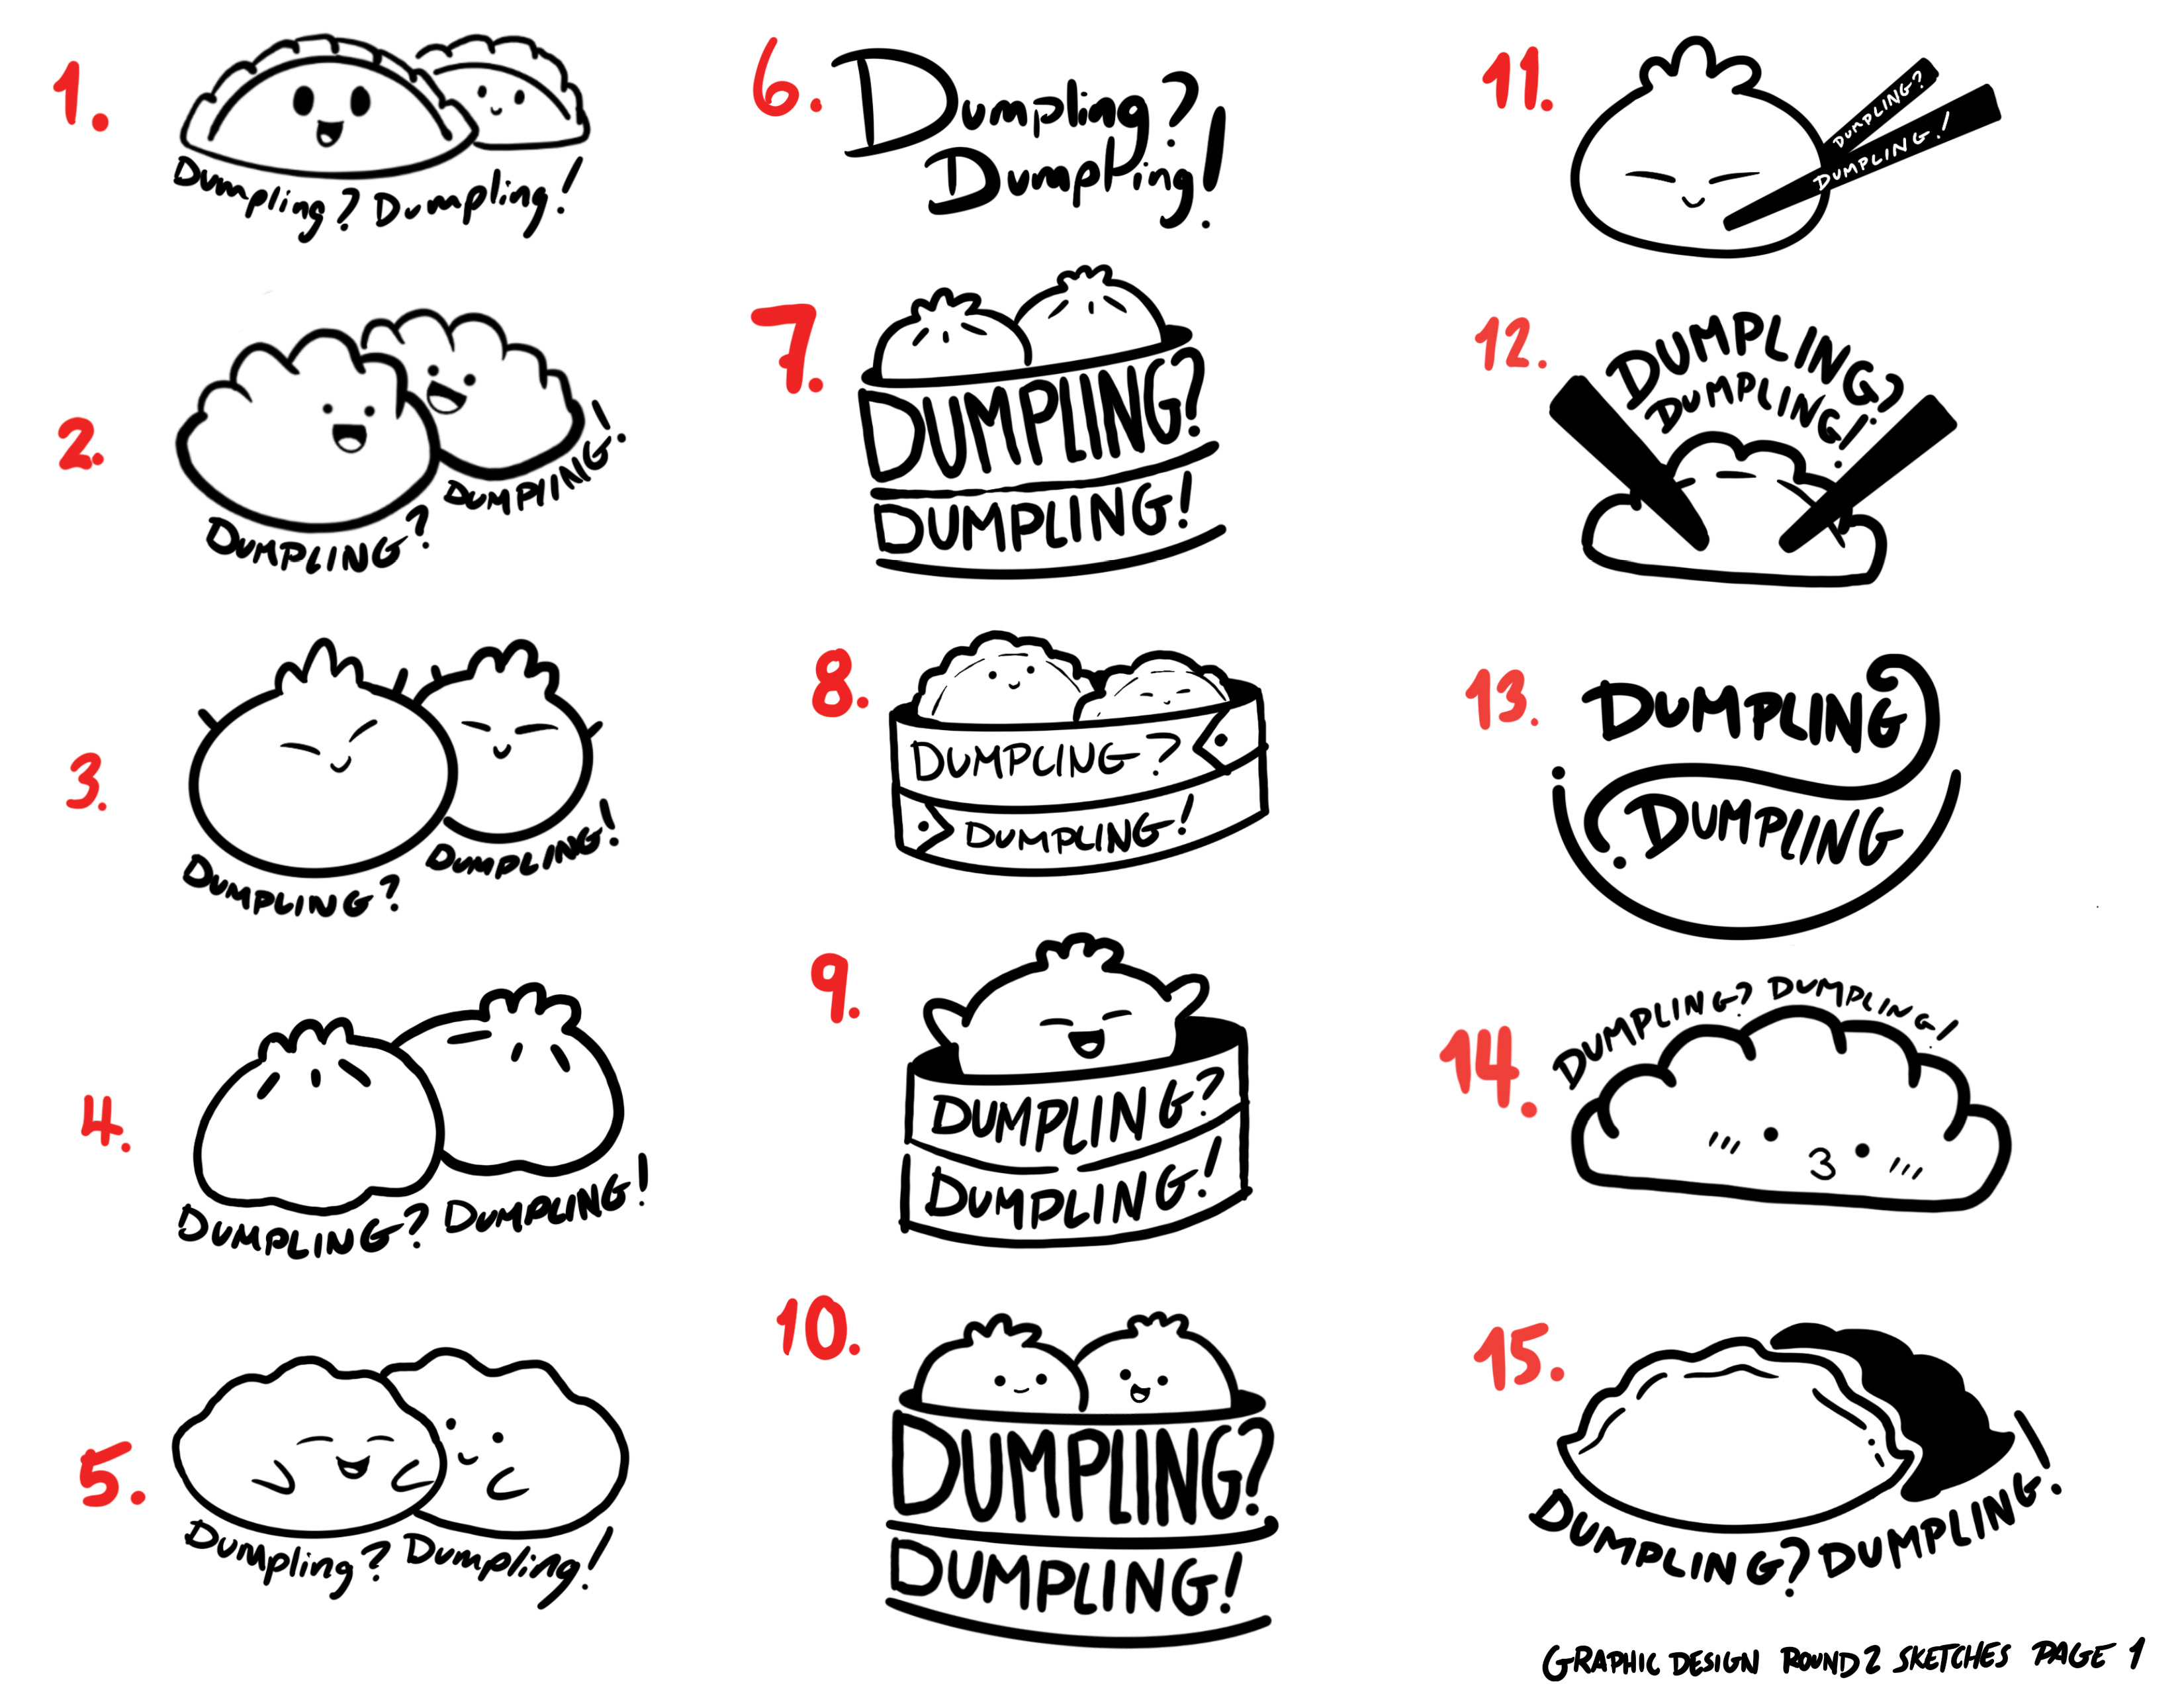 1.
Dumpling? Dumpling!
2.
DUMPLING?
DUMPLING!
3.
DUMPLING?
DUMPLING!
4.
DUMPLING? DUMPLING!
5.
Dumpling? Dumpling!
6.
Dumpling?
Dumpling!
7.
DUMPLING?
DUMPLING!
8.
DUMPLING?
DUMPLING!
9.
DUMPLING?
DUMPLING!
10.
DUMPLING?
DUMPLING!
11.
DUMPLING?
DUMPLING!
12.
DUMPLING?
DUMPLING!
13.
DUMPLING
DUMPLING
14.
DUMPLING? DUMPLING!
15.
DUMPLING? DUMPLING!
GRAPHIC DESIGN ROUND 2 SKETCHES PAGE 1